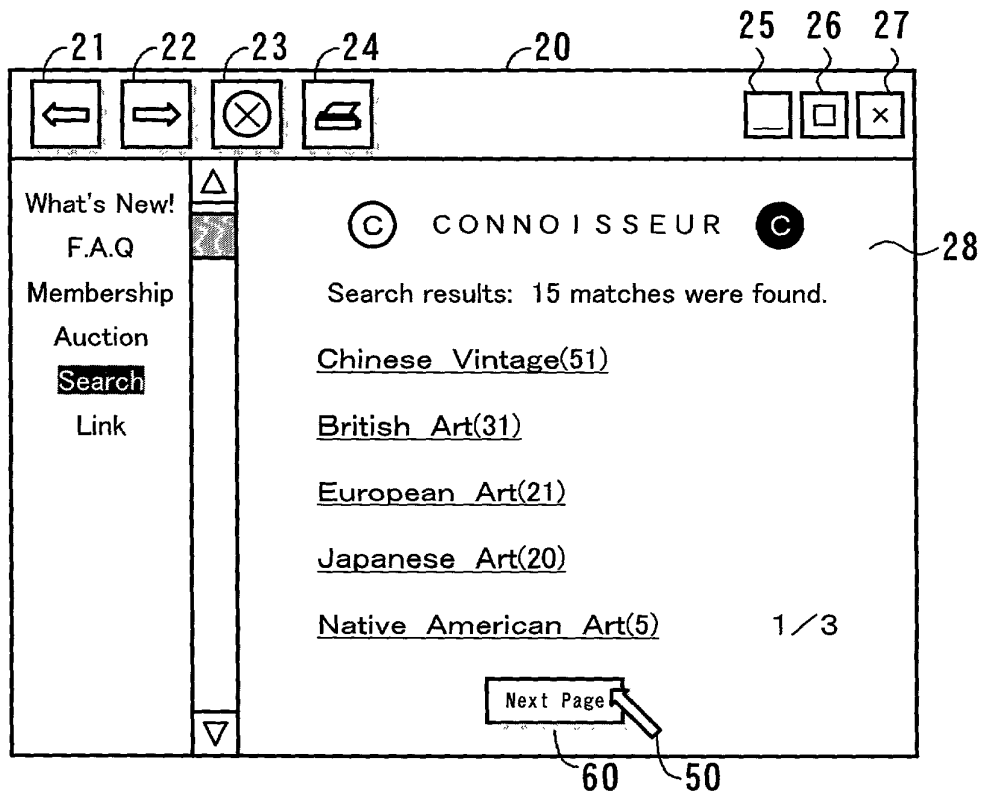 21 22 23 24 20 25 26 27
What's New!
F.A.Q
Membership
Auction
Search
Link
C CONNOISSEUR C
28
Search results: 15 matches were found.
Chinese Vintage(51)
British Art(31)
European Art(21)
Japanese Art(20)
Native American Art(5) 1/3
Next Page
60 50